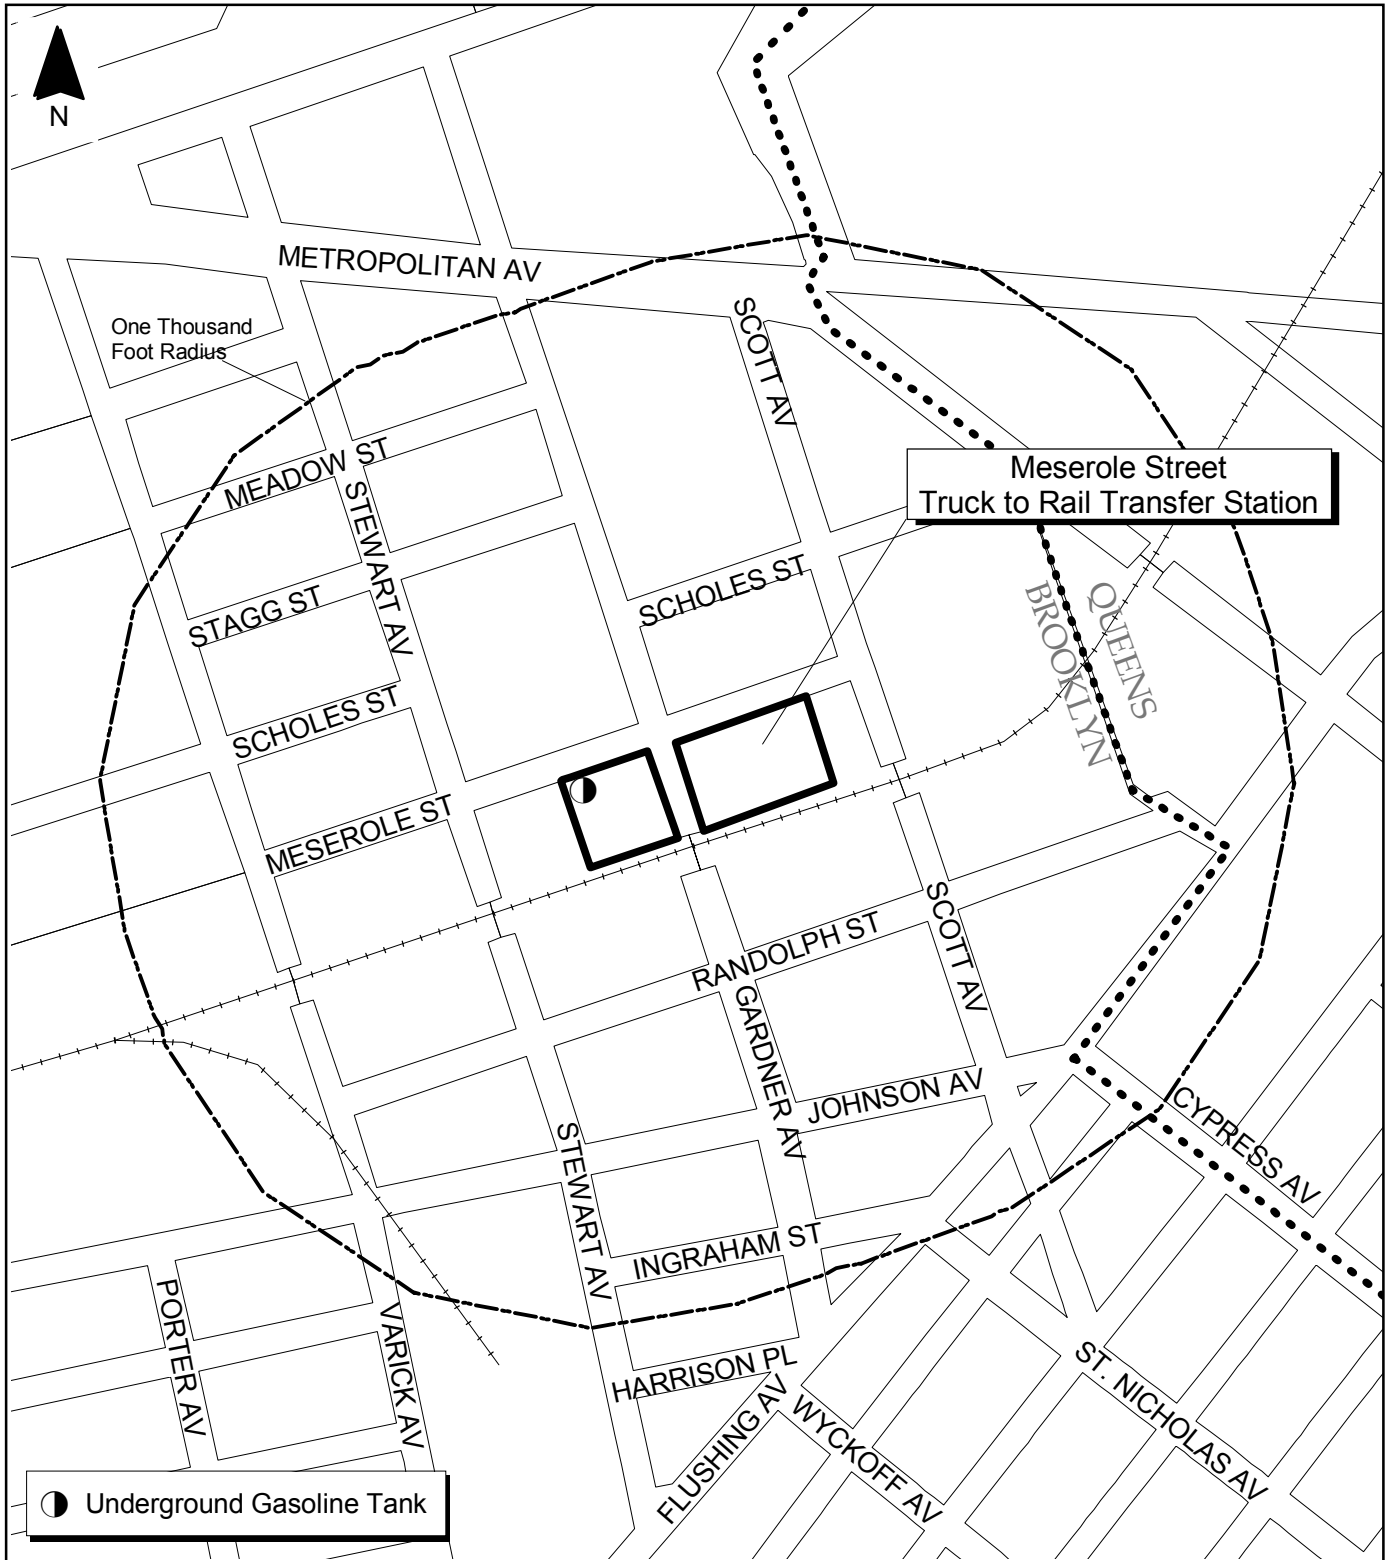 N
METROPOLITAN AV
One Thousand
Foot Radius
SCOTT AV
MEADOW ST
STEWART AV
Meserole Street
Truck to Rail Transfer Station
SCHOLES ST
STAGG ST
QUEENS
BROOKLYN
SCHOLES ST
MESEROLE ST
SCOTT AV
RANDOLPH ST
GARDNER AV
JOHNSON AV
CYPRESS AV
STEWART AV
INGRAHAM ST
PORTER AV
VARICK AV
HARRISON PL
ST. NICHOLAS AV
FLUSHING AV
WYCKOFF AV
Underground Gasoline Tank